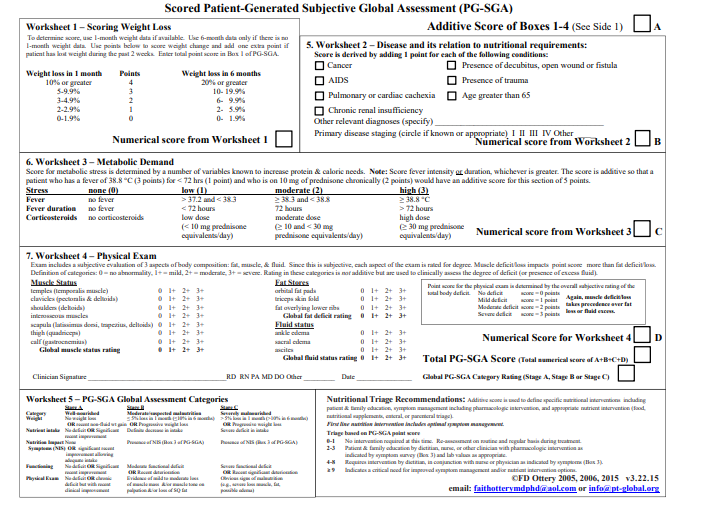 Scored Patient-Generated Subjective Global Assessment (PG-SGA)
Worksheet 1 – Scoring Weight Loss
To determine score, use 1-month weight data if available. Use 6-month data only if there is no
1-month weight data. Use points below to score weight change and add one extra point if
patient has lost weight during the past 2 weeks. Enter total point score in Box 1 of PG-SGA.
Weight loss in 1 month Points Weight loss in 6 months
10% or greater 4 20% or greater
5-9.9% 3 10- 19.9%
3-4.9% 2 6- 9.9%
2-2.9% 1 2- 5.9%
0-1.9% 0 0- 1.9%
Numerical score from Worksheet 1
Additive Score of Boxes 1-4 (See Side 1) A
5. Worksheet 2 – Disease and its relation to nutritional requirements:
Score is derived by adding 1 point for each of the following conditions:
Cancer Presence of decubitus, open wound or fistula
AIDS Presence of trauma
Pulmonary or cardiac cachexia Age greater than 65
Chronic renal insufficiency
Other relevant diagnoses (specify)
Primary disease staging (circle if known or appropriate) I II III IV Other
Numerical score from Worksheet 2 B
6. Worksheet 3 – Metabolic Demand
Score for metabolic stress is determined by a number of variables known to increase protein & caloric needs. Note: Score fever intensity or duration, whichever is greater. The score is additive so that a
patient who has a fever of 38.8 °C (3 points) for < 72 hrs (1 point) and who is on 10 mg of prednisone chronically (2 points) would have an additive score for this section of 5 points.
Stress none (0) low (1) moderate (2) high (3)
Fever no fever > 37.2 and < 38.3 ≥ 38.3 and < 38.8 ≥ 38.8 °C
Fever duration no fever < 72 hours 72 hours > 72 hours
Corticosteroids no corticosteroids low dose moderate dose high dose
(< 10 mg prednisone (≥ 10 and < 30 mg (≥ 30 mg prednisone
equivalents/day) prednisone equivalents/day) equivalents/day)
Numerical score from Worksheet 3 C
7. Worksheet 4 – Physical Exam
Exam includes a subjective evaluation of 3 aspects of body composition: fat, muscle, & fluid. Since this is subjective, each aspect of the exam is rated for degree. Muscle deficit/loss impacts point score more than fat deficit/loss.
Definition of categories: 0 = no abnormality, 1+ = mild, 2+ = moderate, 3+ = severe. Rating in these categories is not additive but are used to clinically assess the degree of deficit (or presence of excess fluid).
Muscle Status
temples (temporalis muscle) 0 1+ 2+ 3+
clavicles (pectoralis & deltoids) 0 1+ 2+ 3+
shoulders (deltoids) 0 1+ 2+ 3+
interosseous muscles 0 1+ 2+ 3+
scapula (latissimus dorsi, trapezius, deltoids) 0 1+ 2+ 3+
thigh (quadriceps) 0 1+ 2+ 3+
calf (gastrocnemius) 0 1+ 2+ 3+
Global muscle status rating 0 1+ 2+ 3+
Fat Stores
orbital fat pads 0 1+ 2+ 3+
triceps skin fold 0 1+ 2+ 3+
fat overlying lower ribs 0 1+ 2+ 3+
Global fat deficit rating 0 1+ 2+ 3+
Fluid status
ankle edema 0 1+ 2+ 3+
sacral edema 0 1+ 2+ 3+
ascites 0 1+ 2+ 3+
Global fluid status rating 0 1+ 2+ 3+
Point score for the physical exam is determined by the overall subjective rating of the
total body deficit. No deficit score = 0 points
Mild deficit score = 1 point
Moderate deficit score = 2 points
Severe deficit score = 3 points
Again, muscle deficit/loss
takes precedence over fat
loss or fluid excess.
Numerical Score for Worksheet 4 D
Total PG-SGA Score (Total numerical score of A+B+C+D)
Clinician Signature RD RN PA MD DO Other Date
Global PG-SGA Category Rating (Stage A, Stage B or Stage C)
Worksheet 5 – PG-SGA Global Assessment Categories
Stage A Stage B Stage C
Category Well-nourished Moderate/suspected malnutrition Severely malnourished
Weight No weight loss ≤ 5% loss in 1 month (≤10% in 6 months) > 5% loss in 1 month (>10% in 6 months)
OR recent non-fluid wt gain OR Progressive weight loss OR Progressive weight loss
Nutrient intake No deficit OR Significant Definite decrease in intake Severe deficit in intake
recent improvement
Nutrition Impact None Presence of NIS (Box 3 of PG-SGA) Presence of NIS (Box 3 of PG-SGA)
Symptoms (NIS) OR significant recent
improvement allowing
adequate intake
Functioning No deficit OR Significant Moderate functional deficit Severe functional deficit
recent improvement OR Recent deterioration OR Recent significant deterioration
Physical Exam No deficit OR chronic Evidence of mild to moderate loss Obvious signs of malnutrition
deficit but with recent of muscle mass &/or muscle tone on (e.g., severe loss muscle, fat,
clinical improvement palpation &/or loss of SQ fat possible edema)
Nutritional Triage Recommendations: Additive score is used to define specific nutritional interventions including
patient & family education, symptom management including pharmacologic intervention, and appropriate nutrient intervention (food,
nutritional supplements, enteral, or parenteral triage).
First line nutrition intervention includes optimal symptom management.
Triage based on PG-SGA point score
0-1 No intervention required at this time. Re-assessment on routine and regular basis during treatment.
2-3 Patient & family education by dietitian, nurse, or other clinician with pharmacologic intervention as
indicated by symptom survey (Box 3) and lab values as appropriate.
4-8 Requires intervention by dietitian, in conjunction with nurse or physician as indicated by symptoms (Box 3).
≥ 9 Indicates a critical need for improved symptom management and/or nutrient intervention options.
©FD Ottery 2005, 2006, 2015 v3.22.15
email: faithotterymdphd@aol.com or info@pt-global.org